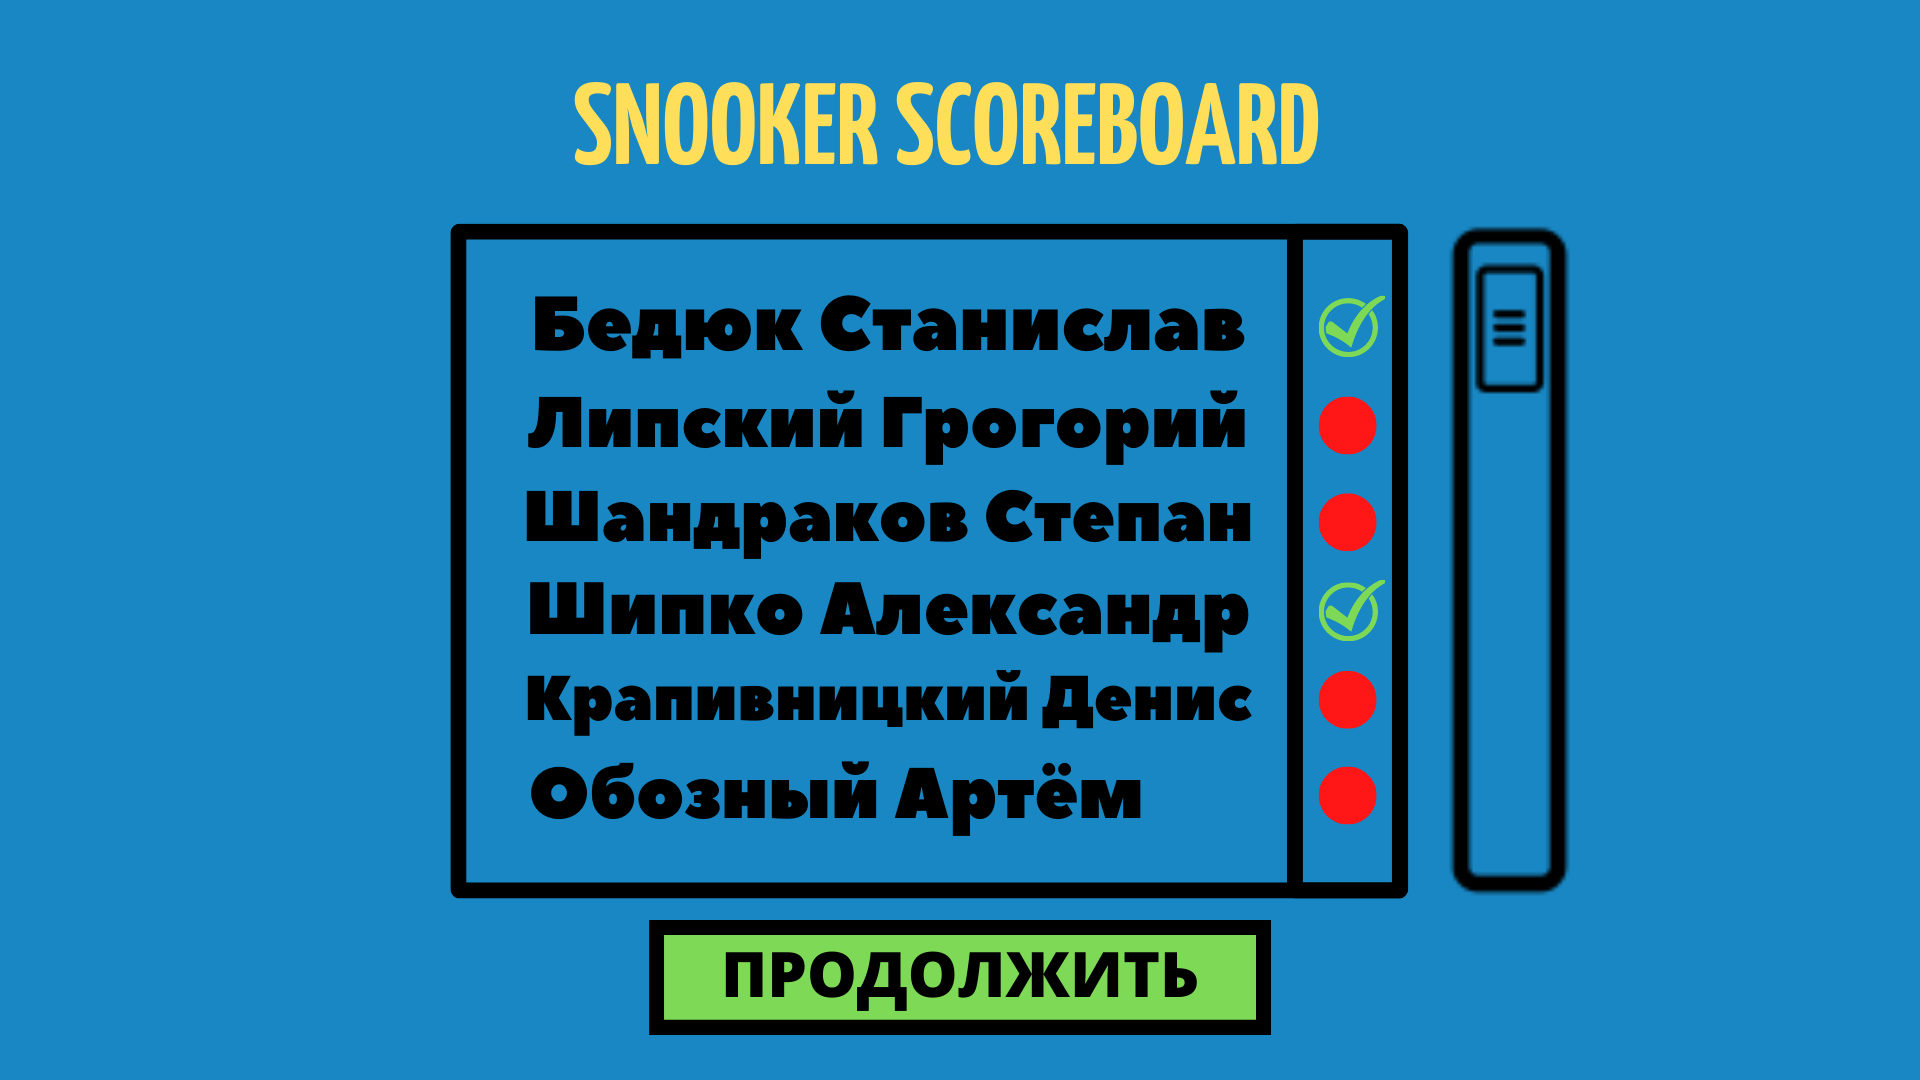 SNOOKER SCOREBOARD
Бедюк Станислав
Липский Грогорий
Шандраков Степан
Шипко Александр
Крапивницкий Денис
Обозный Артём
ПРОДОЛЖИТЬ